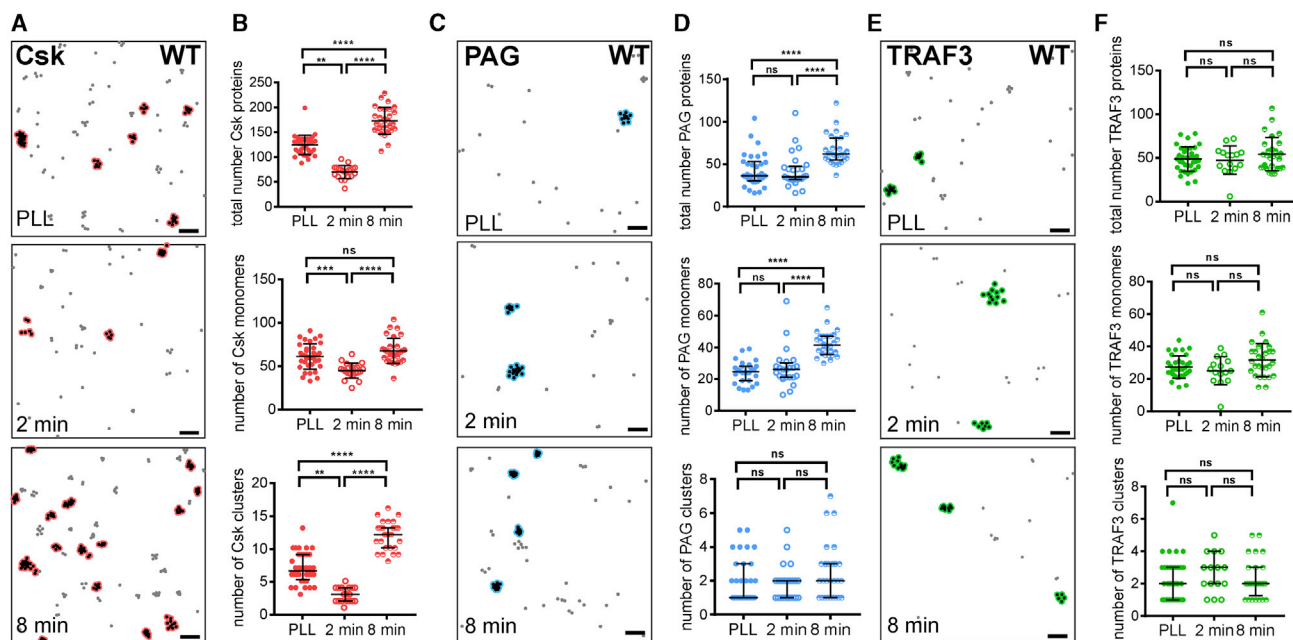 A
Csk WT
PLL
2 min
8 min
B
total number Csk proteins
250
200
150
100
50
0
****
** ****
PLL 2 min 8 min
number of Csk monomers
150
100
50
0
ns
*** ****
PLL 2 min 8 min
number of Csk clusters
20
15
10
5
0
****
** ****
PLL 2 min 8 min
C
PAG WT
PLL
2 min
8 min
D
total number PAG proteins
150
100
50
0
****
ns ****
PLL 2 min 8 min
number of PAG monomers
80
60
40
20
0
****
ns ****
PLL 2 min 8 min
number of PAG clusters
8
6
4
2
0
ns
ns ns
PLL 2 min 8 min
E
TRAF3 WT
PLL
2 min
8 min
F
total number TRAF3 proteins
150
100
50
0
ns
ns ns
PLL 2 min 8 min
number of TRAF3 monomers
80
60
40
20
0
ns
ns ns
PLL 2 min 8 min
number of TRAF3 clusters
8
6
4
2
0
ns
ns ns
PLL 2 min 8 min